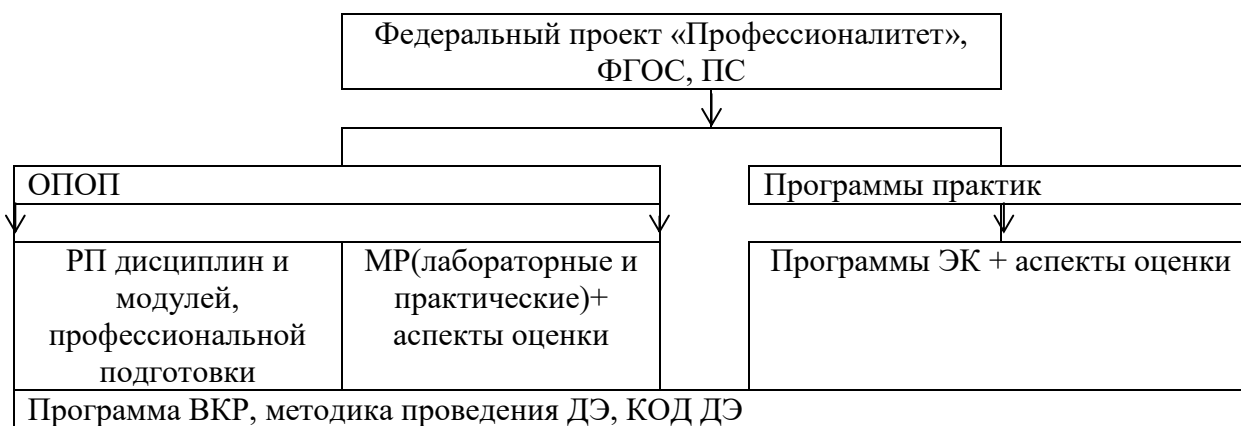 Федеральный проект «Профессионалитет»,
ФГОС, ПС
ОПОП
Программы практик
РП дисциплин и
модулей,
профессиональной
подготовки
МР(лабораторные и
практические)+
аспекты оценки
Программы ЭК + аспекты оценки
Программа ВКР, методика проведения ДЭ, КОД ДЭ